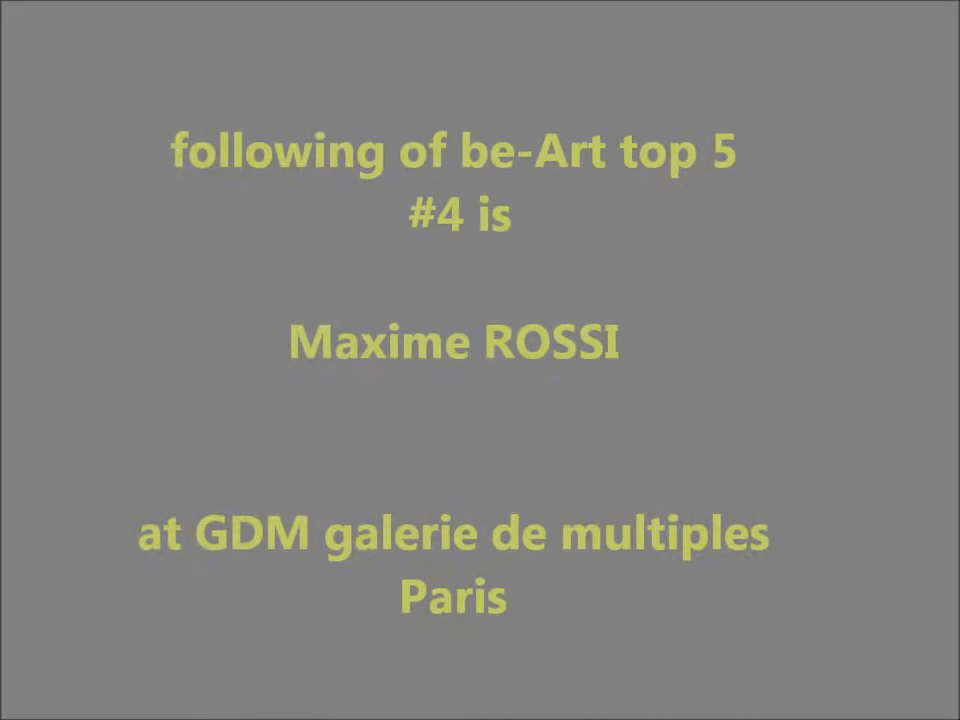 following of be-Art top 5
#4 is
Maxime ROSSI
at GDM galerie de multiples
Paris